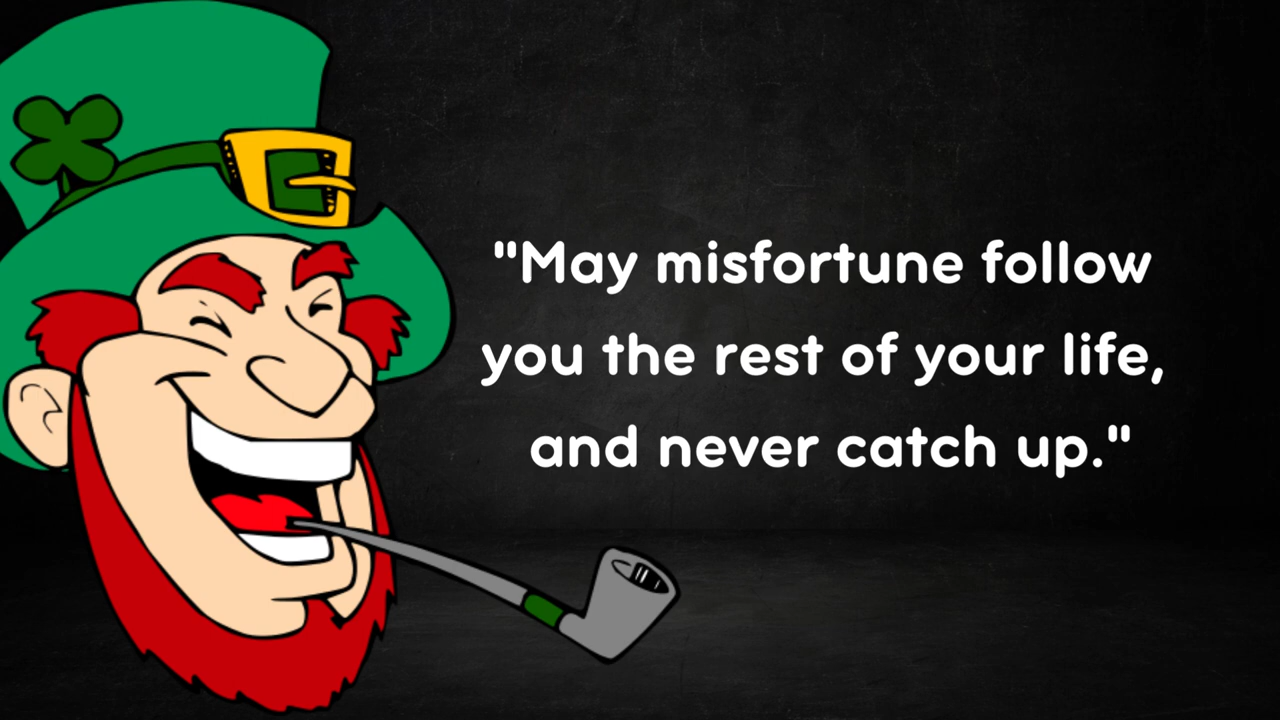 "May misfortune follow
you the rest of your life,
and never catch up."